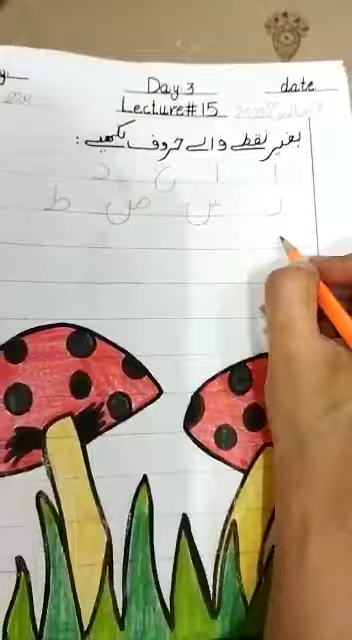 Day 3 date
Lecture# 15
بغیر نقطے والے حروف لکھیے :
ا ا ح د
ر س ص ط